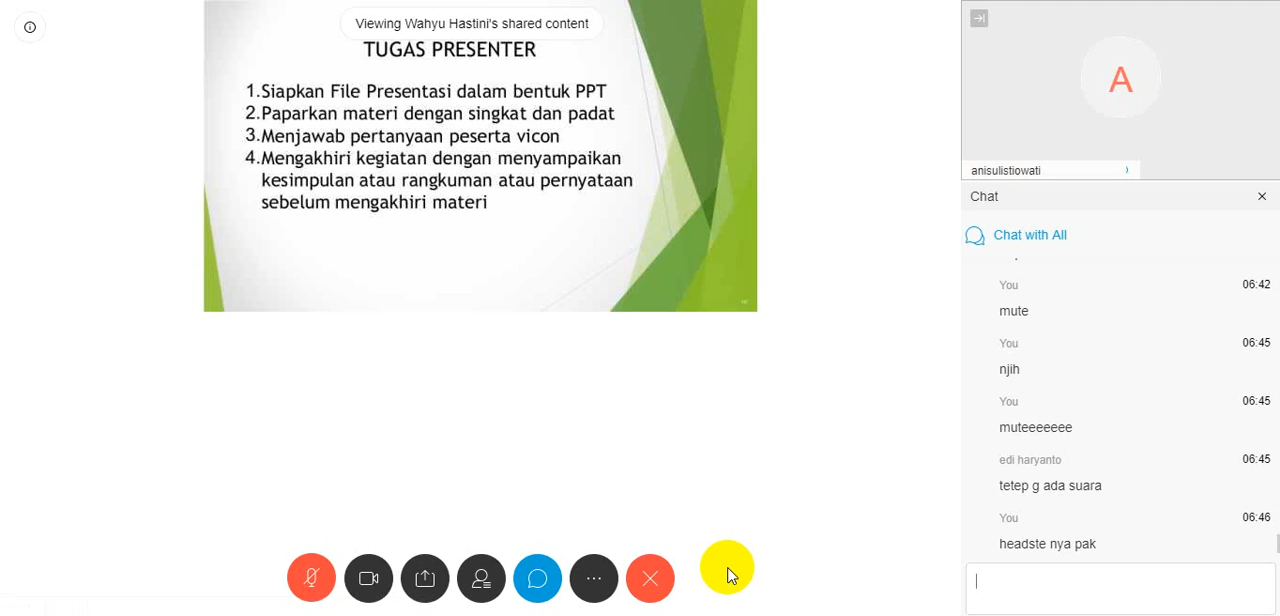 Viewing Wahyu Hastini's shared content
TUGAS PRESENTER
1.Siapkan File Presentasi dalam bentuk PPT
2.Paparkan materi dengan singkat dan padat
3.Menjawab pertanyaan peserta vicon
4.Mengakhiri kegiatan dengan menyampaikan
kesimpulan atau rangkuman atau pernyataan
sebelum mengakhiri materi
A
anisulistiowati
Chat
Chat with All
You 06:42
mute
You 06:45
njih
You 06:45
muteeeeeee
edi haryanto 06:45
tetep g ada suara
You 06:46
headste nya pak